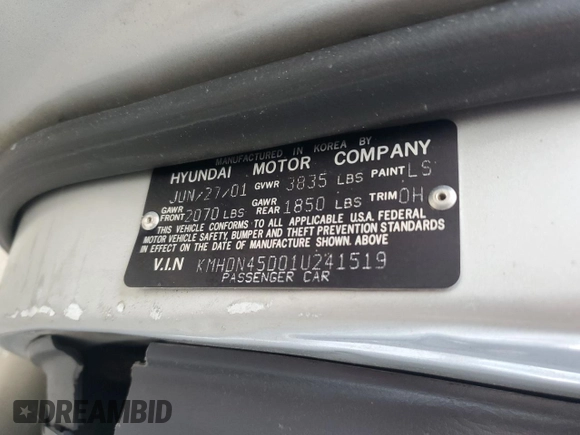 MANUFACTURED IN KOREA BY
HYUNDAI MOTOR COMPANY
JUN/27/01 GVWR 3835 LBS PAINT LS
GAWR FRONT 2070 LBS GAWR REAR 1850 LBS TRIM OH
THIS VEHICLE CONFORMS TO ALL APPLICABLE U.S.A. FEDERAL
MOTOR VEHICLE SAFETY, BUMPER AND THEFT PREVENTION STANDARDS
IN EFFECT ON THE DATE OF MANUFACTURE SHOWN ABOVE.
V.I.N KMHDN45D01U241519
PASSENGER CAR
DREAMBID